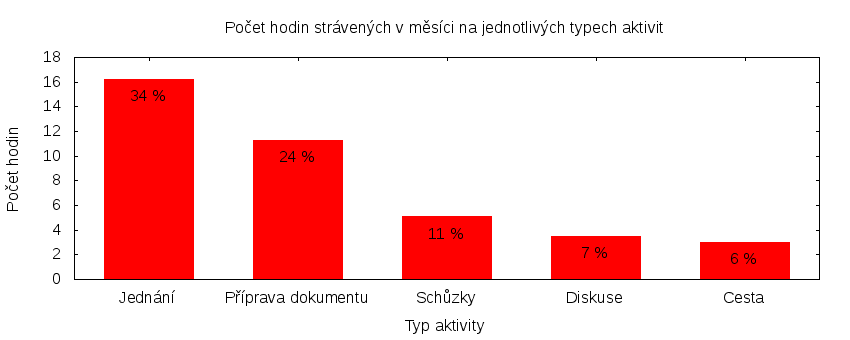 Počet hodin strávených v měsíci na jednotlivých typech aktivit
18
16
14
12
10
8
6
4
2
0
Počet hodin
34 %
24 %
11 %
7 %
6 %
Jednání
Příprava dokumentu
Schůzky
Diskuse
Cesta
Typ aktivity